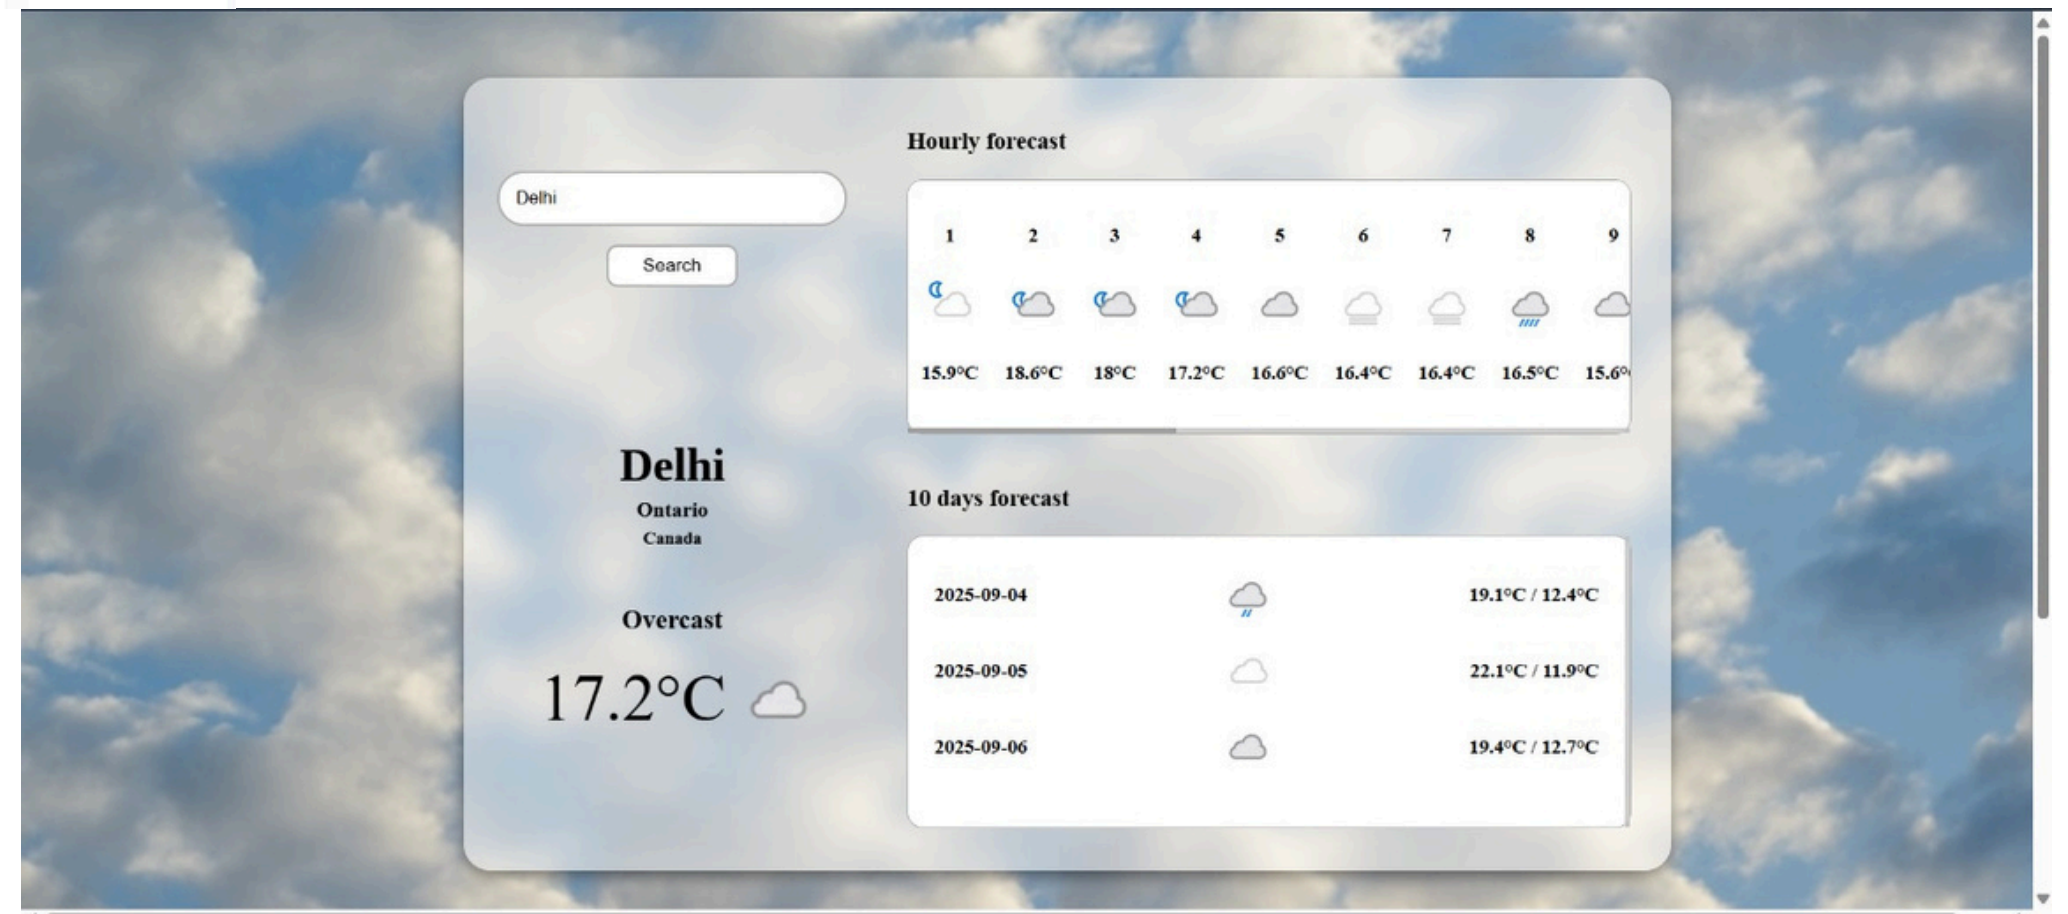 Delhi
Search
Delhi
Ontario
Canada
Overcast
17.2°C
Hourly forecast
1 2 3 4 5 6 7 8 9
15.9°C 18.6°C 18°C 17.2°C 16.6°C 16.4°C 16.4°C 16.5°C 15.6°
10 days forecast
2025-09-04 19.1°C / 12.4°C
2025-09-05 22.1°C / 11.9°C
2025-09-06 19.4°C / 12.7°C